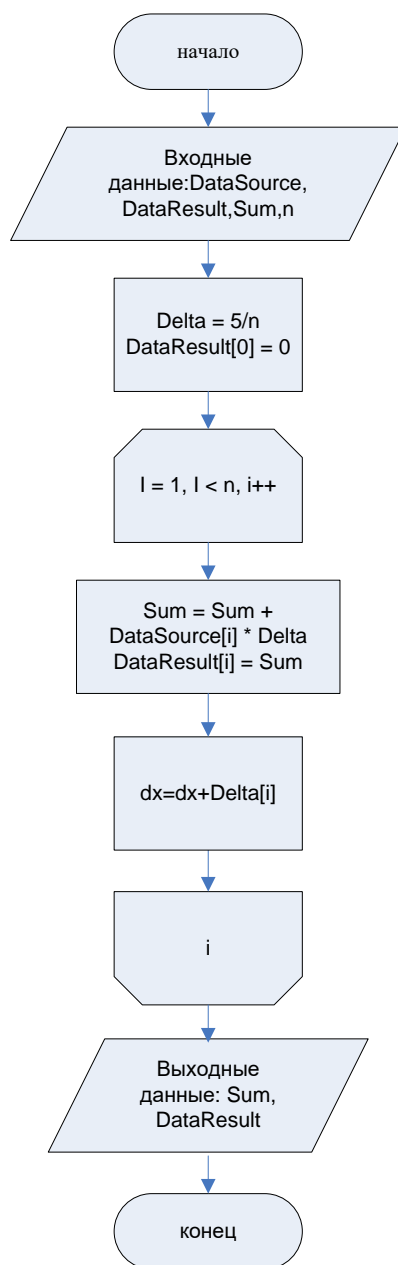 начало
Входные
данные:DataSource,
DataResult,Sum,n
Delta = 5/n
DataResult[0] = 0
I = 1, I < n, i++
Sum = Sum +
DataSource[i] * Delta
DataResult[i] = Sum
dx=dx+Delta[i]
i
Выходные
данные: Sum,
DataResult
конец